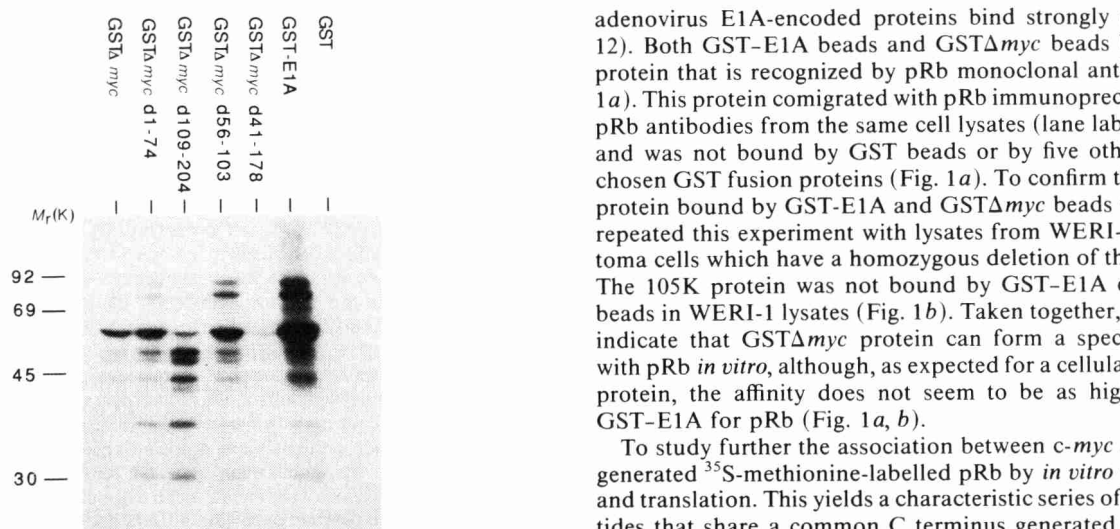 GSTΔ myc
GSTΔ myc d1-74
GSTΔ myc d109-204
GSTΔ myc d56-103
GSTΔ myc d41-178
GST-E1A
GST
Mr(K)
92 —
69 —
45 —
30 —
adenovirus E1A-encoded proteins bind strongly
12). Both GST-E1A beads and GSTΔmyc beads
protein that is recognized by pRb monoclonal ant
1a). This protein comigrated with pRb immunoprec
pRb antibodies from the same cell lysates (lane lab
and was not bound by GST beads or by five oth
chosen GST fusion proteins (Fig. 1a). To confirm t
protein bound by GST-E1A and GSTΔmyc beads
repeated this experiment with lysates from WERI-
toma cells which have a homozygous deletion of th
The 105K protein was not bound by GST-E1A
beads in WERI-1 lysates (Fig. 1b). Taken together,
indicate that GSTΔmyc protein can form a spec
with pRb in vitro, although, as expected for a cellula
protein, the affinity does not seem to be as hig
GST-E1A for pRb (Fig. 1a, b).
To study further the association between c-myc
generated ³⁵S-methionine-labelled pRb by in vitro
and translation. This yields a characteristic series of
tides that share a common C terminus generated